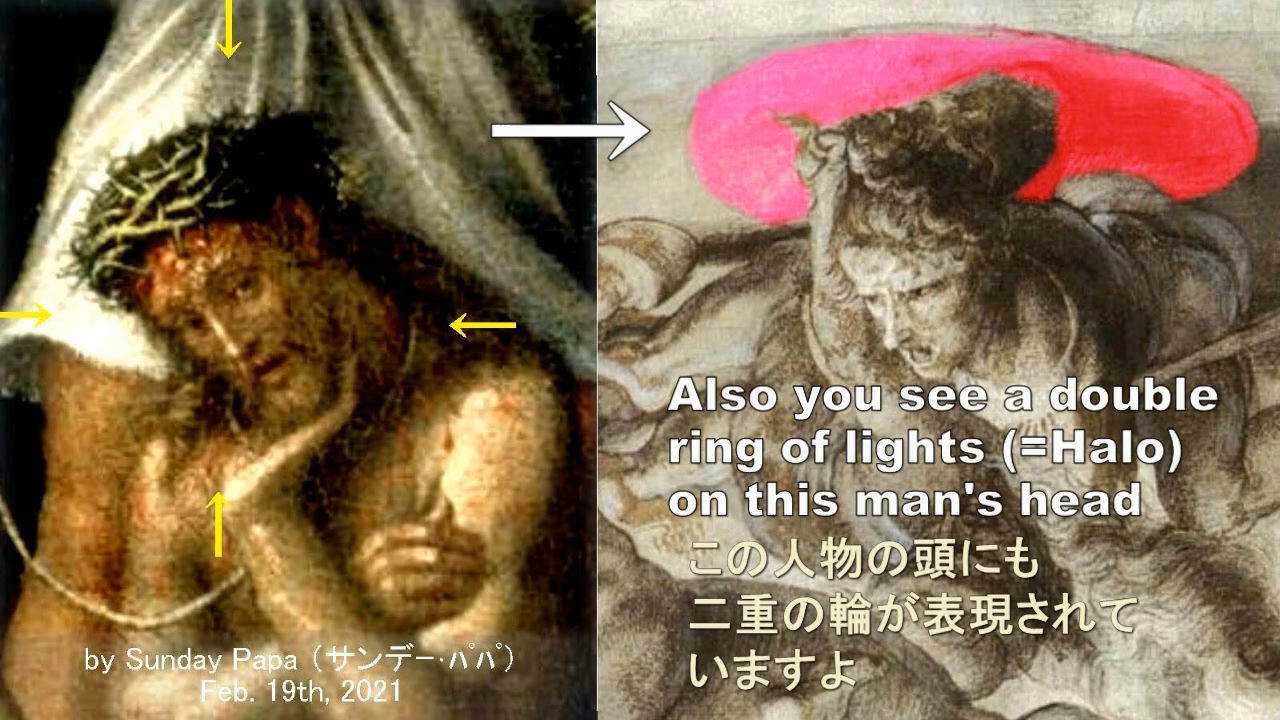 Also you see a double
ring of lights (=Halo)
on this man's head
この人物の頭にも
二重の輪が表現されて
いますよ
by Sunday Papa (サンデー・パパ)
Feb. 19th, 2021